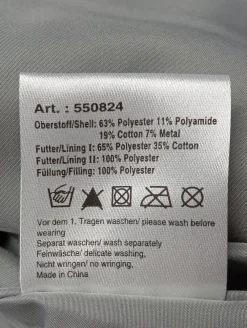 Art. : 550824
Oberstoff/Shell: 63% Polyester 11% Polyamide
19% Cotton 7% Metal
Futter/Lining I: 65% Polyester 35% Cotton
Futter/Lining II: 100% Polyester
Füllung/Filling: 100% Polyester
Vor dem 1. Tragen waschen/ please wash before
wearing
Separat waschen/ wash separately
Feinwäsche/ delicate washing,
Nicht wringen/ no wringing,
Made in China